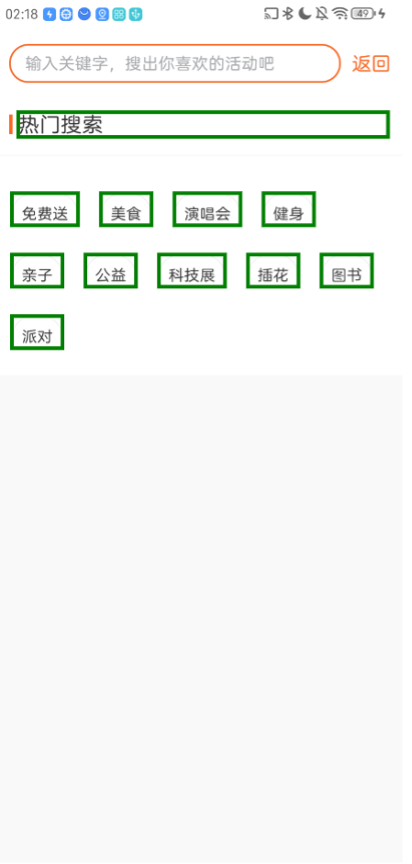 02:18 49
输入关键字，搜出你喜欢的活动吧 返回
热门搜索
免费送 美食 演唱会 健身
亲子 公益 科技展 插花 图书
派对